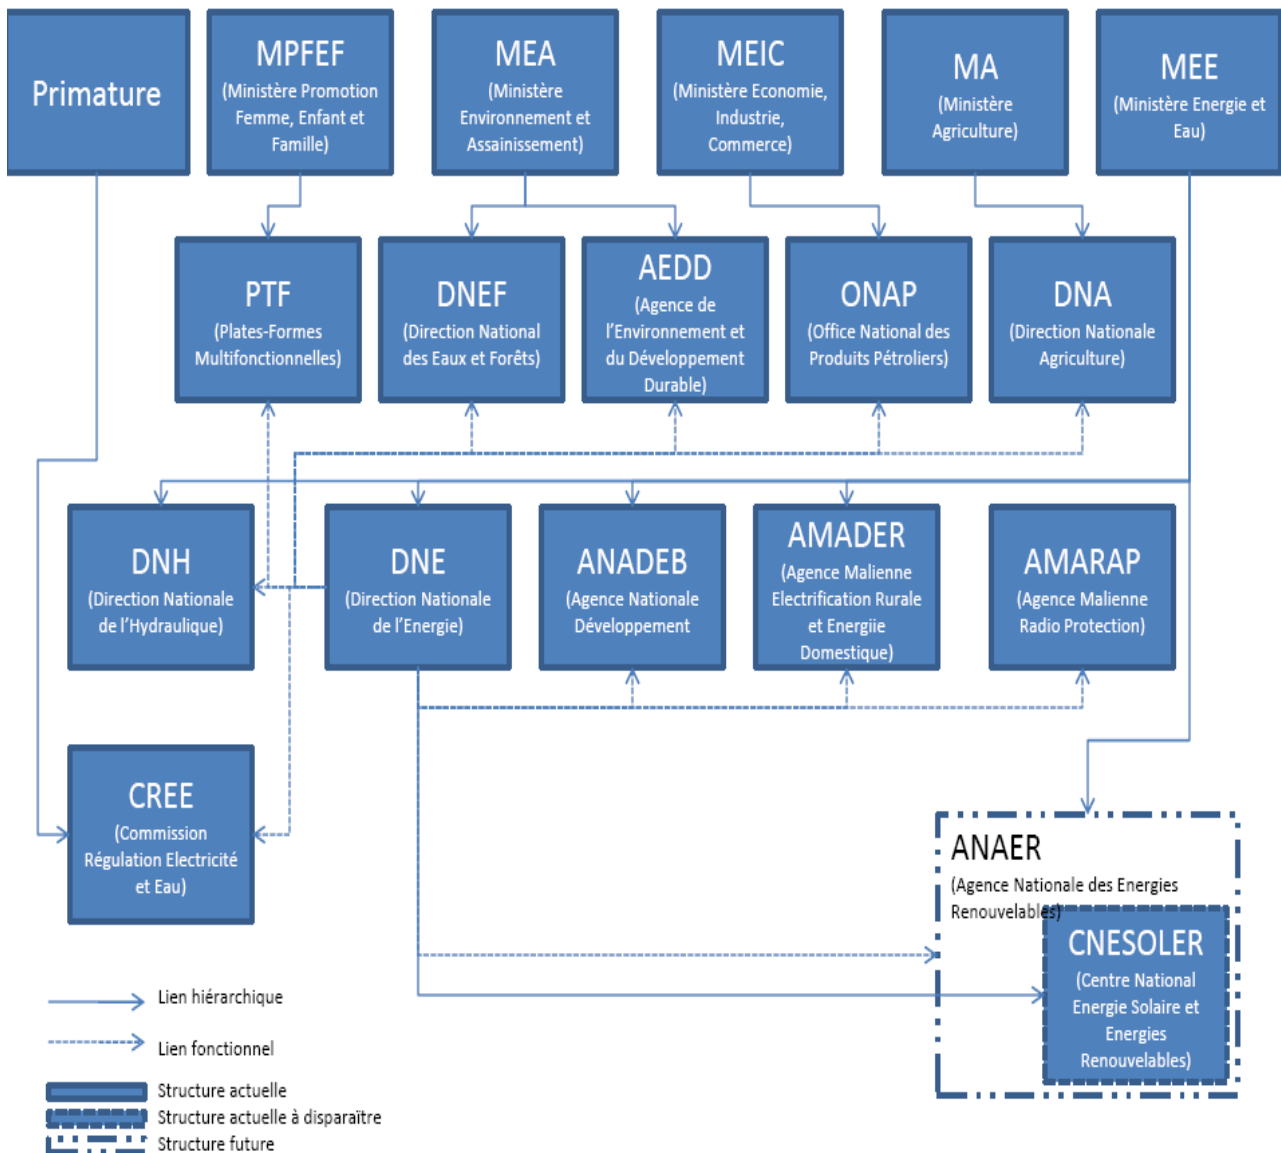 Primature
MPFEF
(Ministère Promotion
Femme, Enfant et
Famille)
MEA
(Ministère
Environnement et
Assainissement)
MEIC
(Ministère Economie,
Industrie,
Commerce)
MA
(Ministère
Agriculture)
MEE
(Ministère Energie et
Eau)
PTF
(Plates-Formes
Multifonctionnelles)
DNEF
(Direction National
des Eaux et Forêts)
AEDD
(Agence de
l'Environnement et
du Développement
Durable)
ONAP
(Office National des
Produits Pétroliers)
DNA
(Direction Nationale
Agriculture)
DNH
(Direction Nationale
de l'Hydraulique)
DNE
(Direction Nationale
de l'Energie)
ANADEB
(Agence Nationale
Développement
AMADER
(Agence Malienne
Electrification Rurale
et Energiie
Domestique)
AMARAP
(Agence Malienne
Radio Protection)
CREE
(Commission
Régulation Electricité
et Eau)
ANAER
(Agence Nationale des Energies
Renouvelables)
CNESOLER
(Centre National
Energie Solaire et
Energies
Renouvelables)
Lien hiérarchique
Lien fonctionnel
Structure actuelle
Structure actuelle à disparaître
Structure future